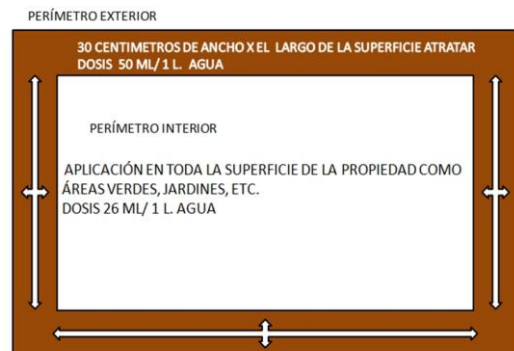 PERÍMETRO EXTERIOR
30 CENTIMETROS DE ANCHO X EL LARGO DE LA SUPERFICIE ATRATAR
DOSIS 50 ML/ 1 L. AGUA
PERÍMETRO INTERIOR
APLICACIÓN EN TODA LA SUPERFICIE DE LA PROPIEDAD COMO
ÁREAS VERDES, JARDINES, ETC.
DOSIS 26 ML/ 1 L. AGUA